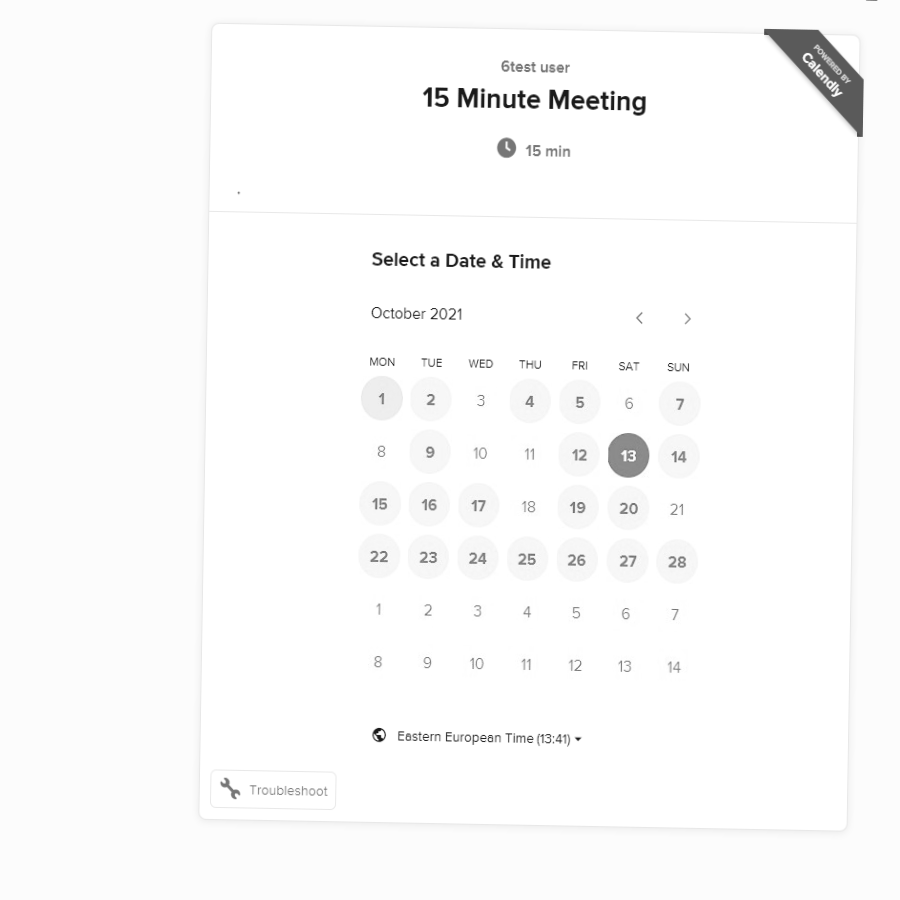 6test user
15 Minute Meeting
15 min
POWERED BY
Calendly
.
Select a Date & Time
October 2021
MON TUE WED THU FRI SAT SUN
1 2 3 4 5 6 7
8 9 10 11 12 13 14
15 16 17 18 19 20 21
22 23 24 25 26 27 28
1 2 3 4 5 6 7
8 9 10 11 12 13 14
Eastern European Time (13:41)
Troubleshoot